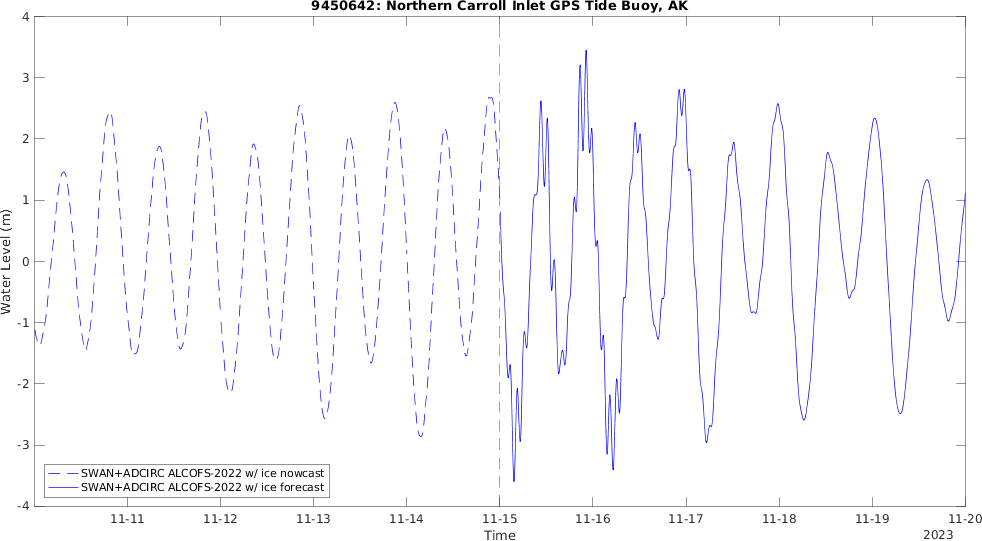 9450642: Northern Carroll Inlet GPS Tide Buoy, AK
4
3
2
1
0
-1
-2
-3
-4
Water Level (m)
SWAN+ADCIRC ALCOFS-2022 w/ ice nowcast
SWAN+ADCIRC ALCOFS-2022 w/ ice forecast
11-11 11-12 11-13 11-14 11-15 11-16 11-17 11-18 11-19 11-20
Time
2023